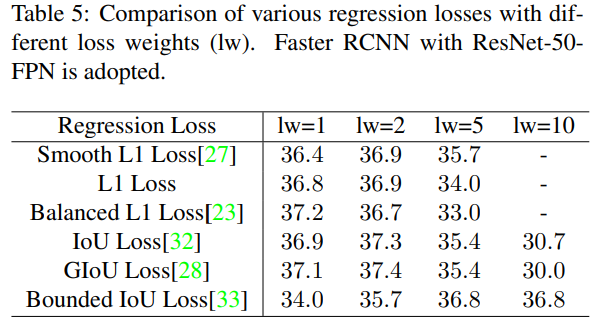 Table 5: Comparison of various regression losses with dif-
ferent loss weights (lw). Faster RCNN with ResNet-50-
FPN is adopted.
Regression Loss lw=1 lw=2 lw=5 lw=10
Smooth L1 Loss[27] 36.4 36.9 35.7 -
L1 Loss 36.8 36.9 34.0 -
Balanced L1 Loss[23] 37.2 36.7 33.0 -
IoU Loss[32] 36.9 37.3 35.4 30.7
GIoU Loss[28] 37.1 37.4 35.4 30.0
Bounded IoU Loss[33] 34.0 35.7 36.8 36.8